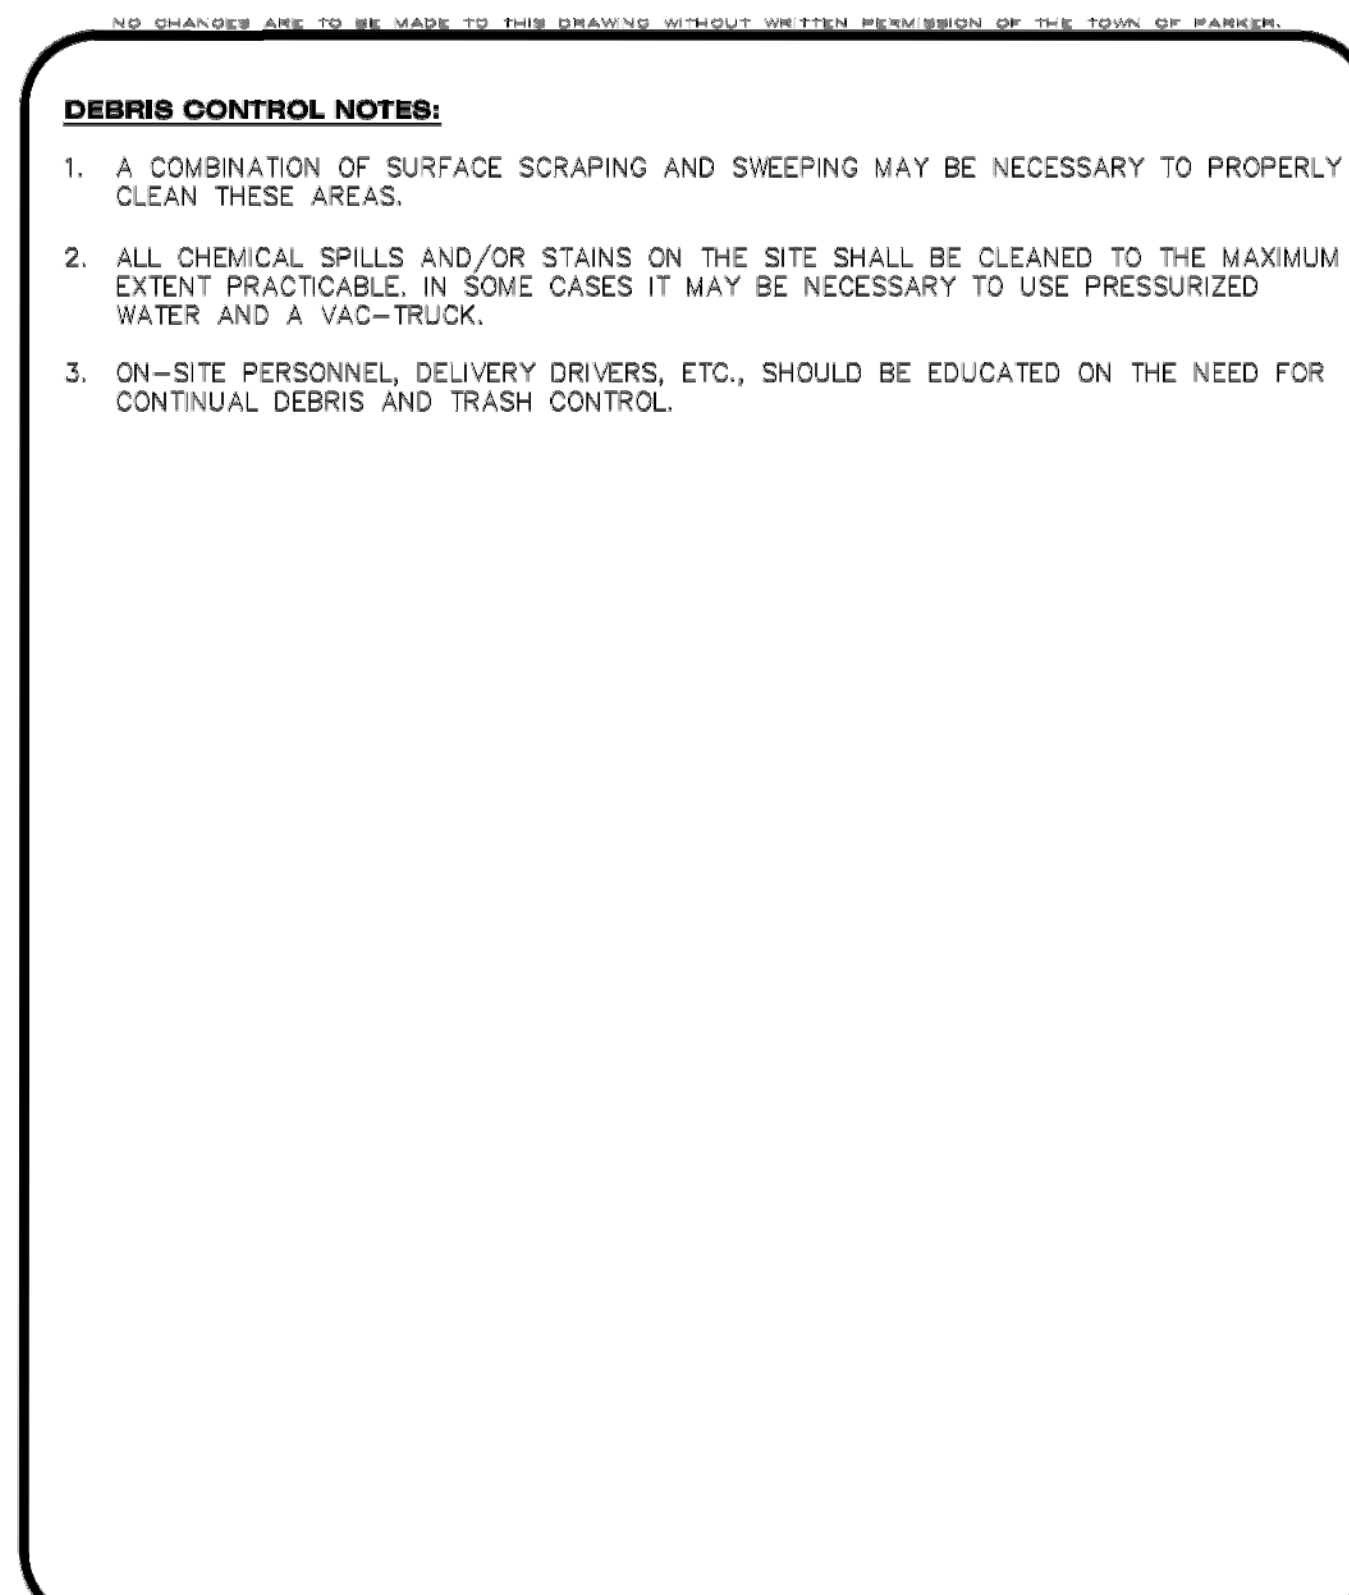 NO CHANGES ARE TO BE MADE TO THIS DRAWING WITHOUT WRITTEN PERMISSION OF THE TOWN OF PARKER.
DEBRIS CONTROL NOTES:
1. A COMBINATION OF SURFACE SCRAPING AND SWEEPING MAY BE NECESSARY TO PROPERLY
CLEAN THESE AREAS.
2. ALL CHEMICAL SPILLS AND/OR STAINS ON THE SITE SHALL BE CLEANED TO THE MAXIMUM
EXTENT PRACTICABLE. IN SOME CASES IT MAY BE NECESSARY TO USE PRESSURIZED
WATER AND A VAC-TRUCK.
3. ON-SITE PERSONNEL, DELIVERY DRIVERS, ETC., SHOULD BE EDUCATED ON THE NEED FOR
CONTINUAL DEBRIS AND TRASH CONTROL.